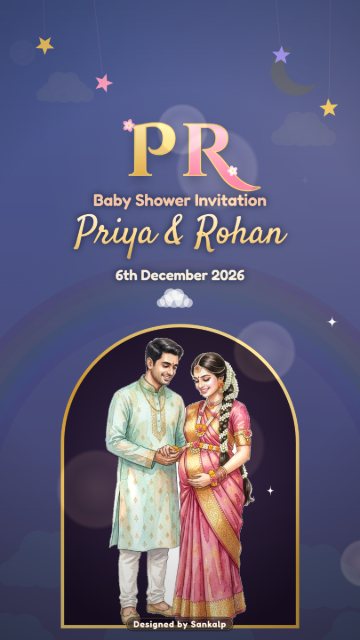 PR
Baby Shower Invitation
Priya & Rohan
6th December 2026
Designed by Sankalp